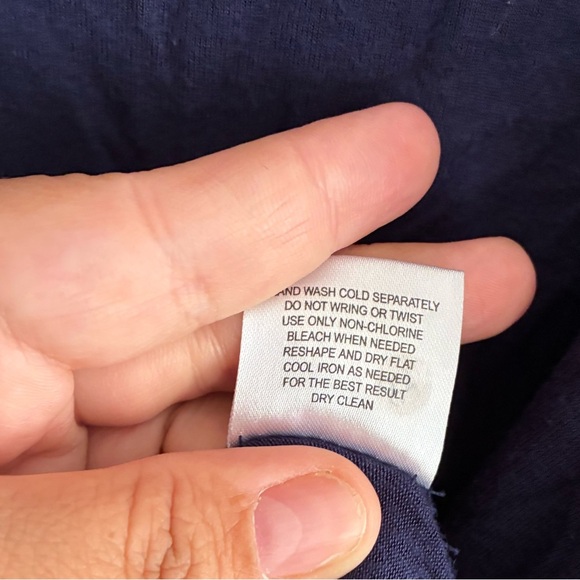 AND WASH COLD SEPARATELY
DO NOT WRING OR TWIST
USE ONLY NON-CHLORINE
BLEACH WHEN NEEDED
RESHAPE AND DRY FLAT
COOL IRON AS NEEDED
FOR THE BEST RESULT
DRY CLEAN